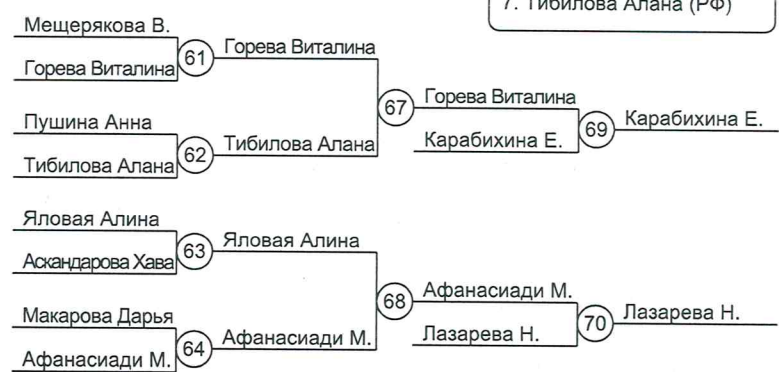 7. Тибилова Алана (РФ)
Мещерякова В.
Горева Виталина
61
Горева Виталина
Пушина Анна
Тибилова Алана
62
Тибилова Алана
67
Горева Виталина
Карабихина Е.
69
Карабихина Е.
Яловая Алина
Аскандарова Хава
63
Яловая Алина
Макарова Дарья
Афанасиади М.
64
Афанасиади М.
68
Афанасиади М.
Лазарева Н.
70
Лазарева Н.